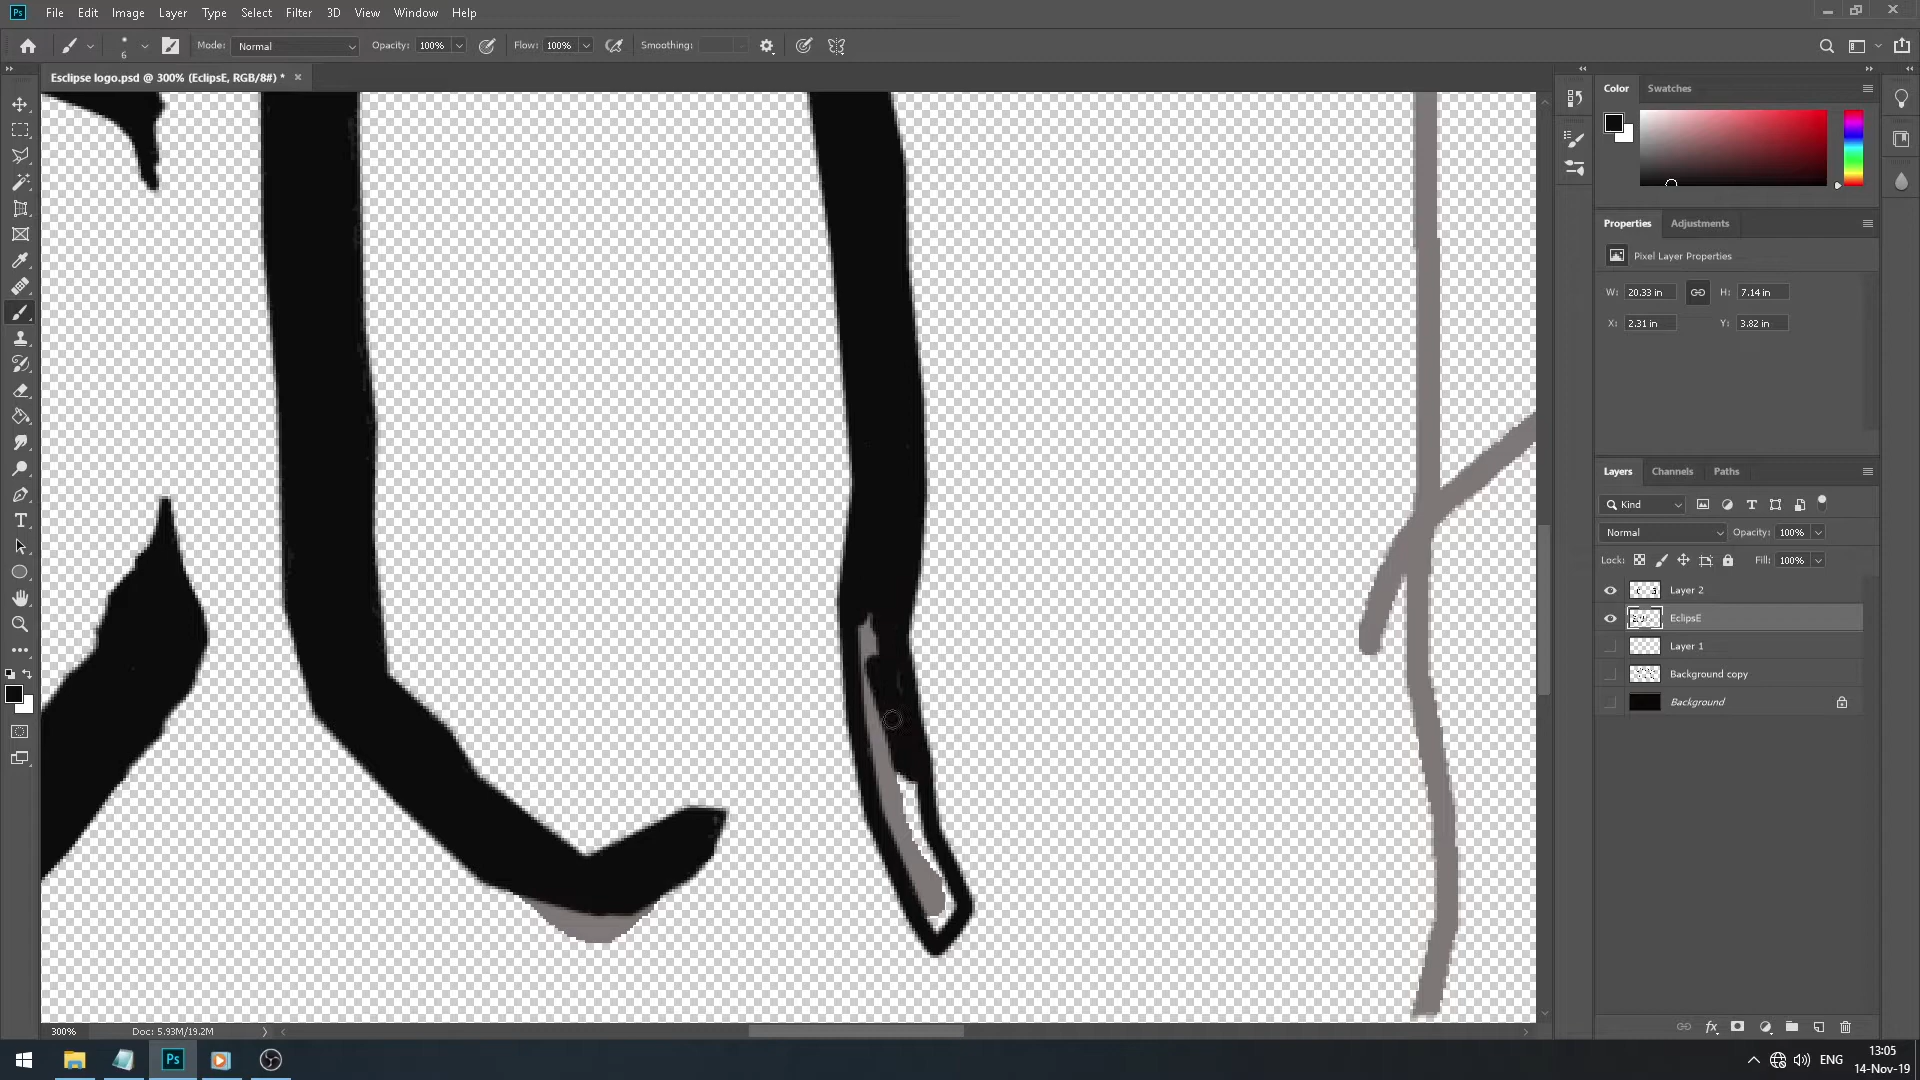 Ps File Edit Image Layer Type Select Filter 3D View Window Help
6 Mode: Normal Opacity: 100% Flow: 100% Smoothing:
Esclipse logo.psd @ 300% (EclipsE, RGB/8#) *
Color Swatches
Properties Adjustments
Pixel Layer Properties
W: 20.33 in H: 7.14 in
X: 2.31 in Y: 3.82 in
Layers Channels Paths
Kind
Normal Opacity: 100%
Lock: Fill: 100%
Layer 2
EclipsE
Layer 1
Background copy
Background
300% Doc: 5.93M/19.2M
Ps ENG 13:05
14-Nov-19